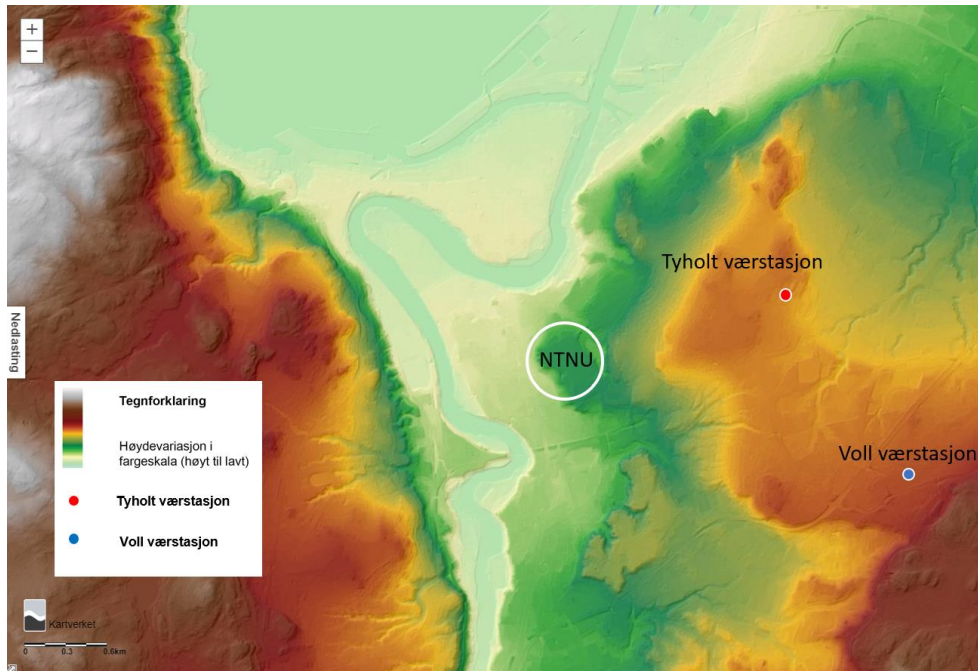 +
−
Tyholt værstasjon
NTNU
Nedlasting
Voll værstasjon
Tegnforklaring
Høydevariasjon i
fargeskala (høyt til lavt)
Tyholt værstasjon
Voll værstasjon
Kartverket
0 0.3 0.6km